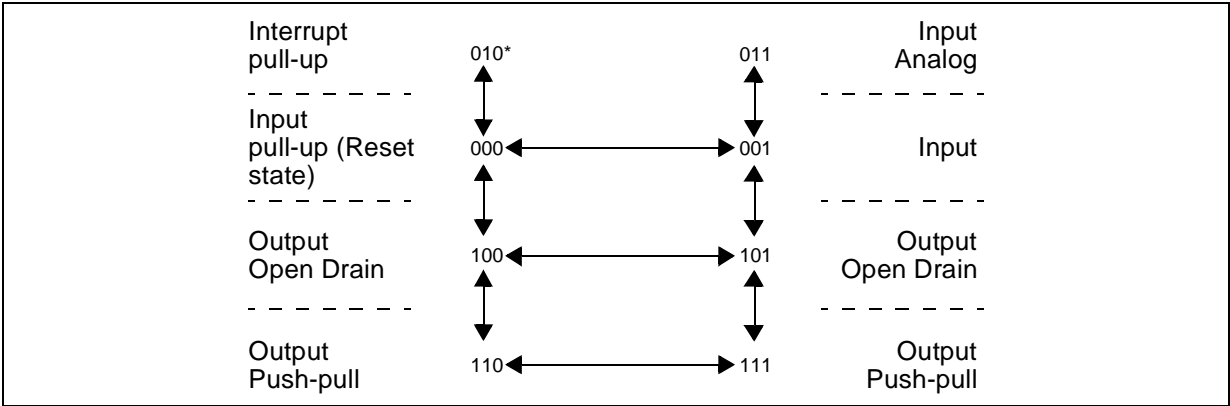 Interrupt
pull-up
010*
011
Input
Analog
Input
pull-up (Reset
state)
000
001
Input
Output
Open Drain
100
101
Output
Open Drain
Output
Push-pull
110
111
Output
Push-pull